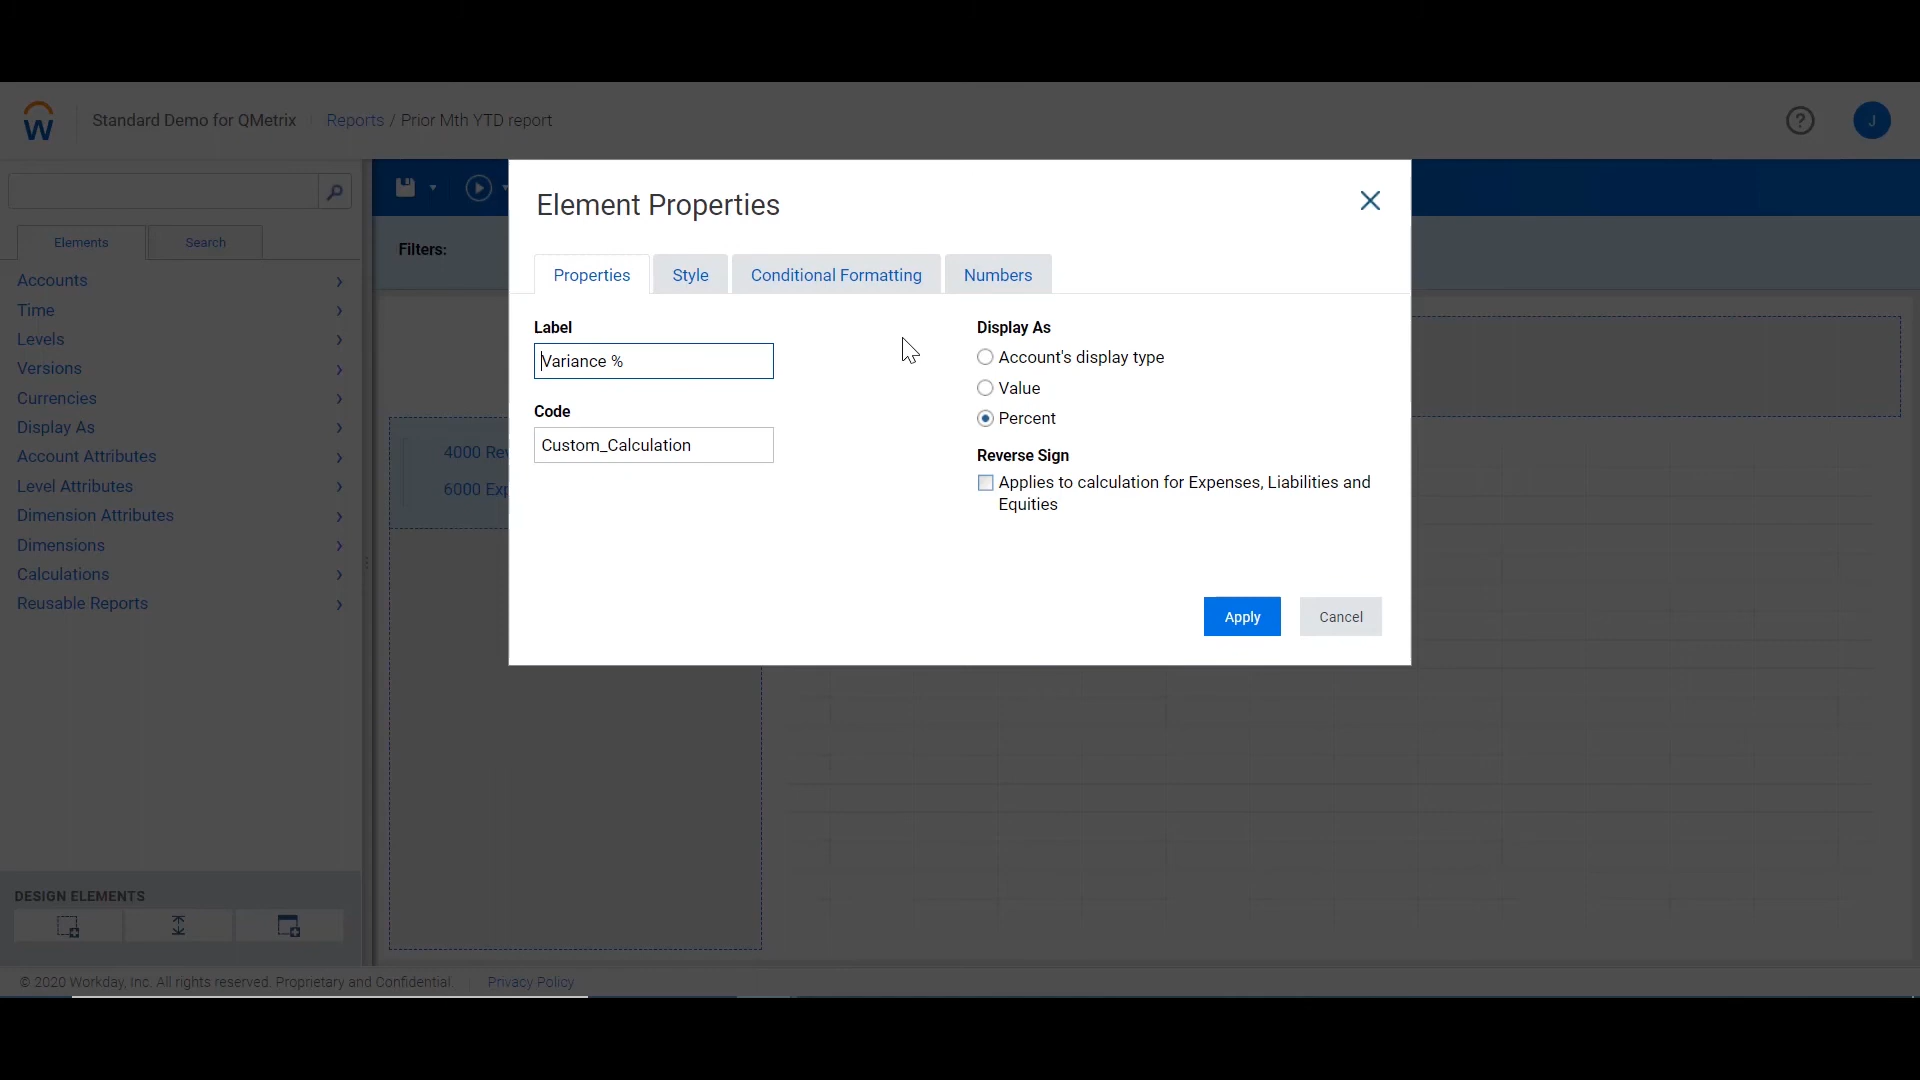 Standard Demo for QMetrix
Reports / Prior Mth YTD report
?
J
Elements
Search
Accounts
Time
Levels
Versions
Currencies
Display As
Account Attributes
Level Attributes
Dimension Attributes
Dimensions
Calculations
Reusable Reports
DESIGN ELEMENTS
Filters:
4000 Rev
6000 Exp
Element Properties
Properties
Style
Conditional Formatting
Numbers
Label
Variance %
Code
Custom_Calculation
Display As
Account's display type
Value
Percent
Reverse Sign
Applies to calculation for Expenses, Liabilities and
Equities
Apply
Cancel
© 2020 Workday, Inc. All rights reserved. Proprietary and Confidential.
Privacy Policy